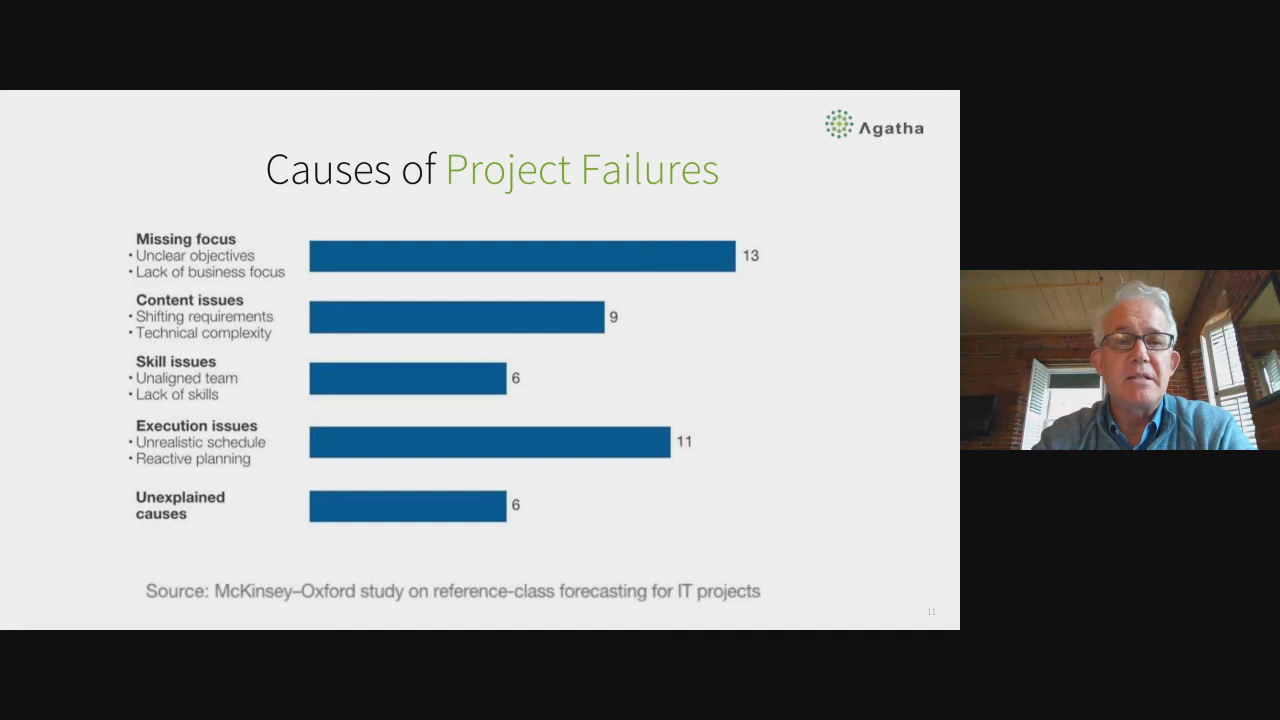 Agatha
Causes of Project Failures
Missing focus
• Unclear objectives
• Lack of business focus
13
Content issues
• Shifting requirements
• Technical complexity
9
Skill issues
• Unaligned team
• Lack of skills
6
Execution issues
• Unrealistic schedule
• Reactive planning
11
Unexplained
causes
6
Source: McKinsey–Oxford study on reference-class forecasting for IT projects
11